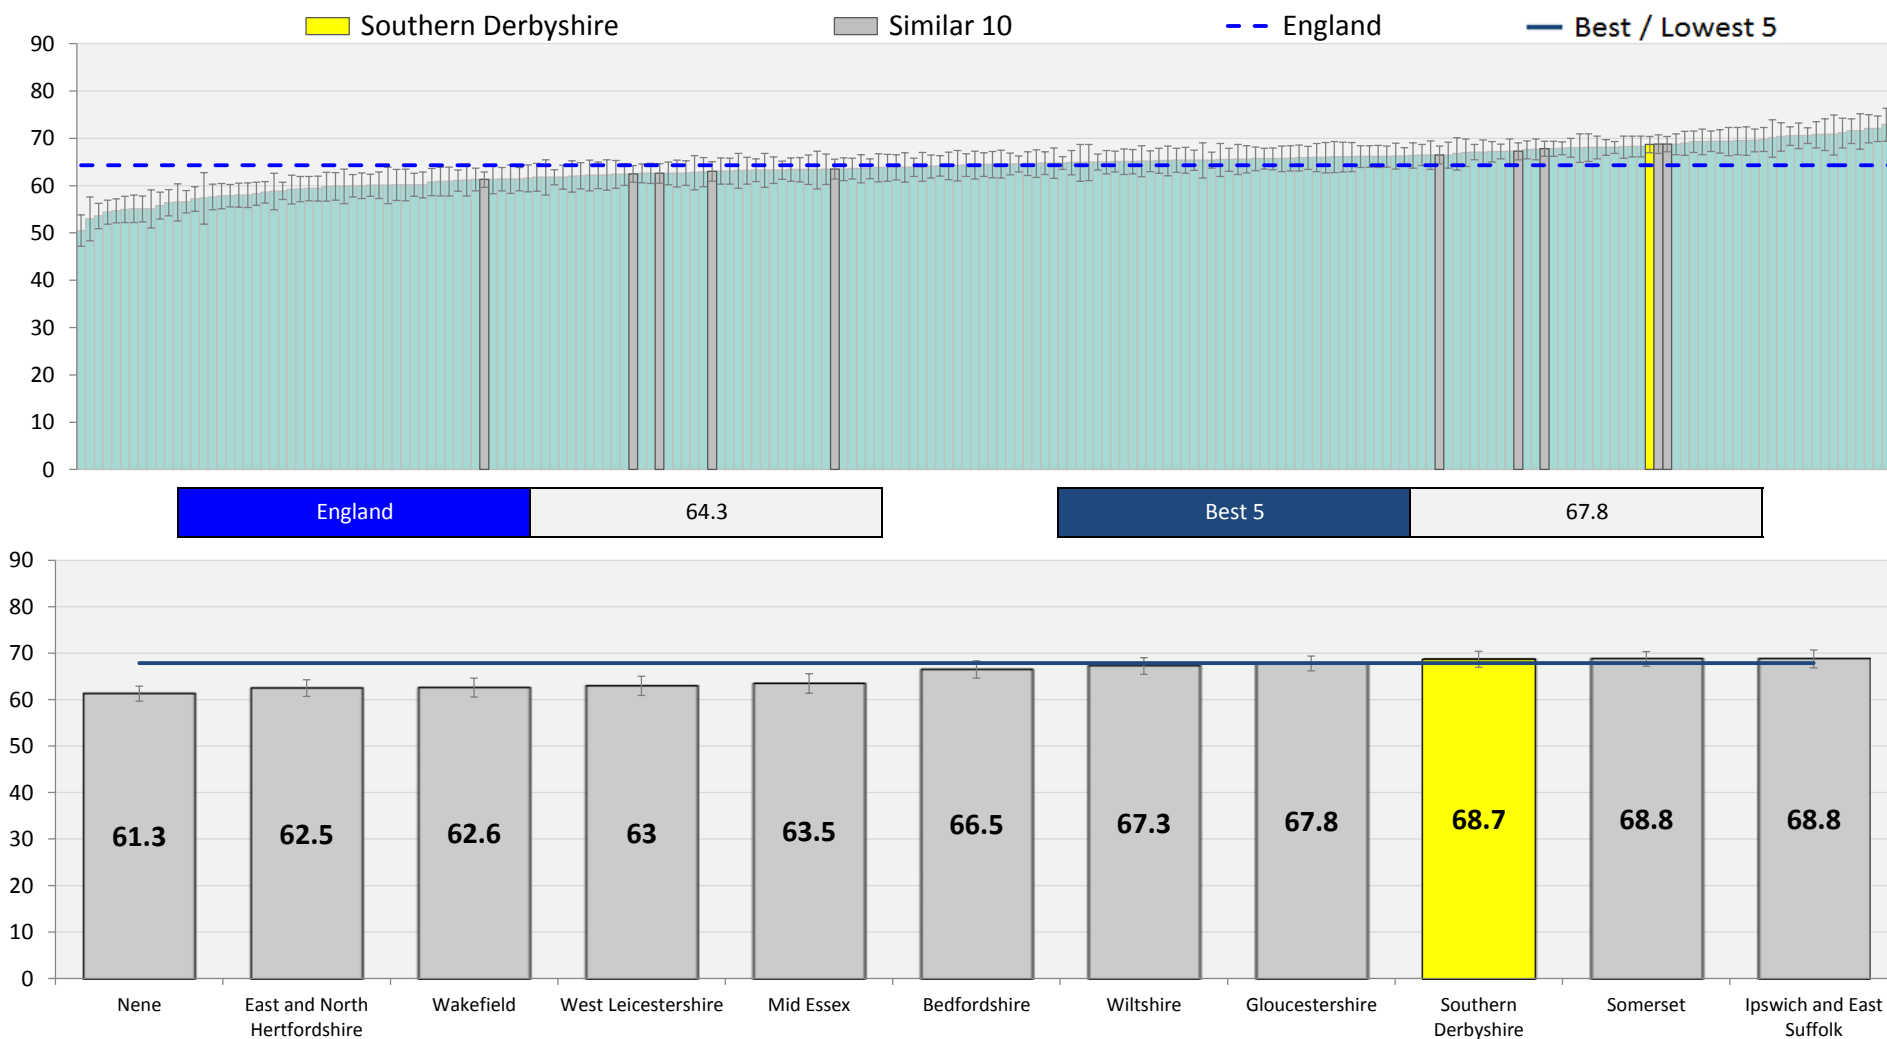 Southern Derbyshire Similar 10 England Best / Lowest 5
90
80
70
60
50
40
30
20
10
0
England 64.3 Best 5 67.8
90
80
70
60
50
40
30
20
10
0
61.3 62.5 62.6 63 63.5 66.5 67.3 67.8 68.7 68.8 68.8
Nene
East and North
Hertfordshire
Wakefield
West Leicestershire
Mid Essex
Bedfordshire
Wiltshire
Gloucestershire
Southern
Derbyshire
Somerset
Ipswich and East
Suffolk